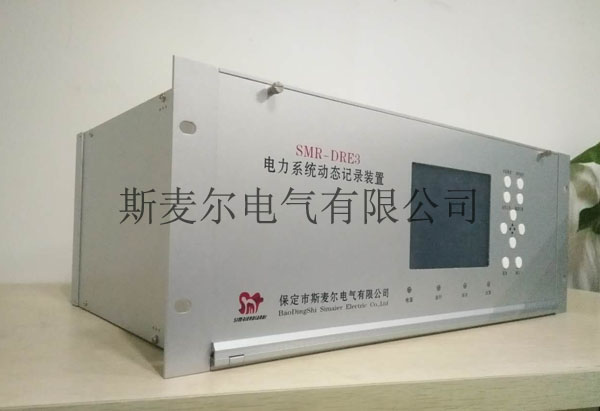 SMR-DRE3
电力系统动态记录装置
斯麦尔电气有限公司
保定市斯麦尔电气有限公司
BaoDingShi Simaier Electric Co.,Ltd